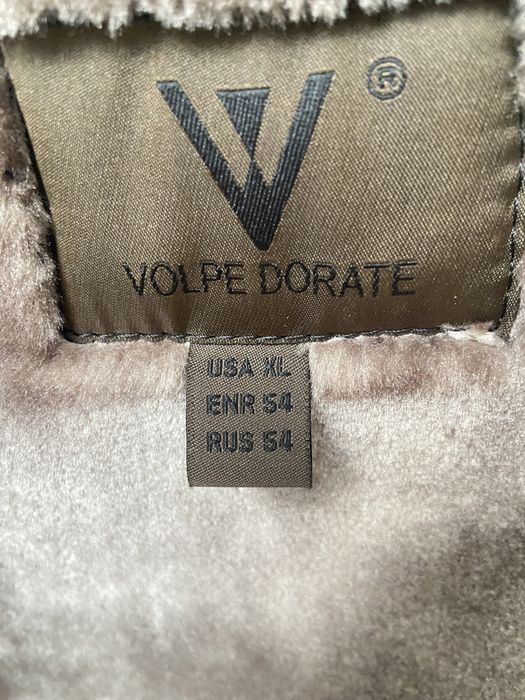 ®
VOLPE DORATE
USA XL
ENR 54
RUS 54